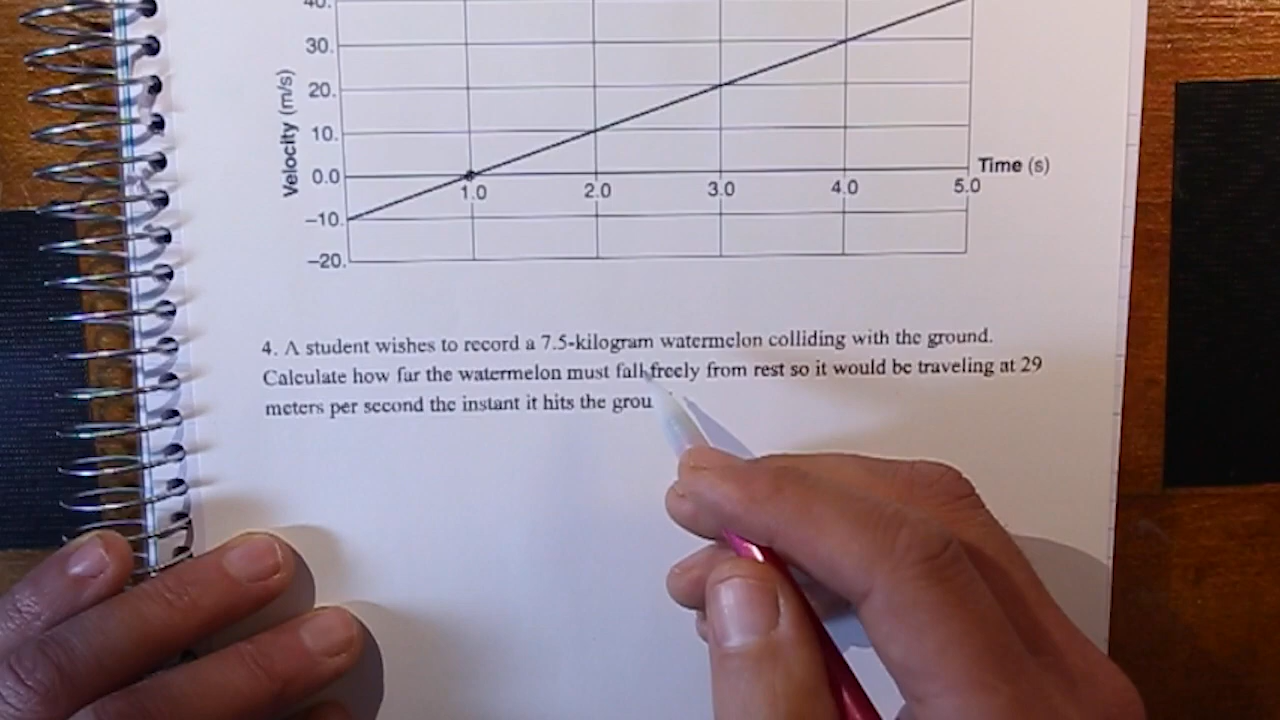 40.
30.
20.
10.
0.0
−10.
−20.
Velocity (m/s)
1.0 2.0 3.0 4.0 5.0
Time (s)
4. A student wishes to record a 7.5-kilogram watermelon colliding with the ground.
Calculate how far the watermelon must fall freely from rest so it would be traveling at 29
meters per second the instant it hits the grou